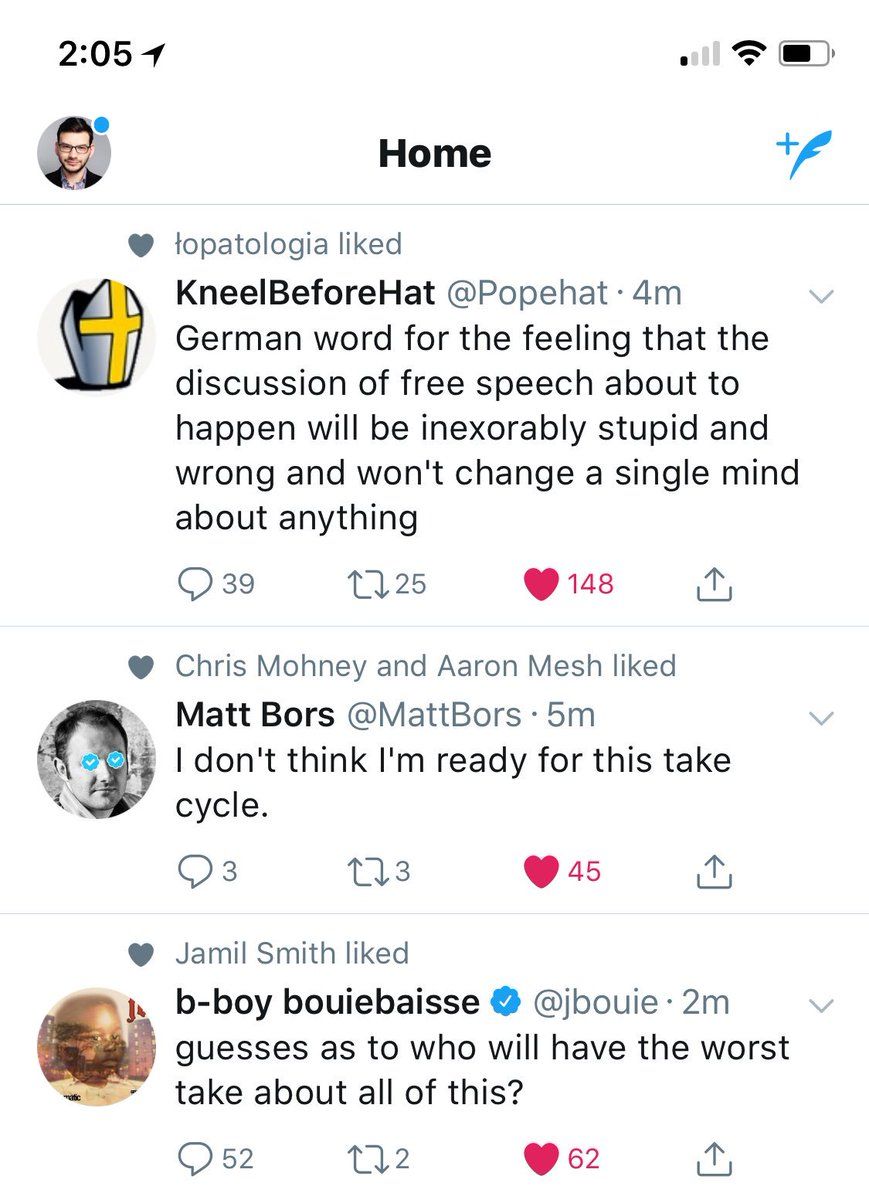 2:05
Home
łopatologia liked
KneelBeforeHat @Popehat · 4m
German word for the feeling that the
discussion of free speech about to
happen will be inexorably stupid and
wrong and won't change a single mind
about anything
39 25 148
Chris Mohney and Aaron Mesh liked
Matt Bors @MattBors · 5m
I don't think I'm ready for this take
cycle.
3 3 45
Jamil Smith liked
b-boy bouiebaisse @jbouie · 2m
guesses as to who will have the worst
take about all of this?
52 2 62